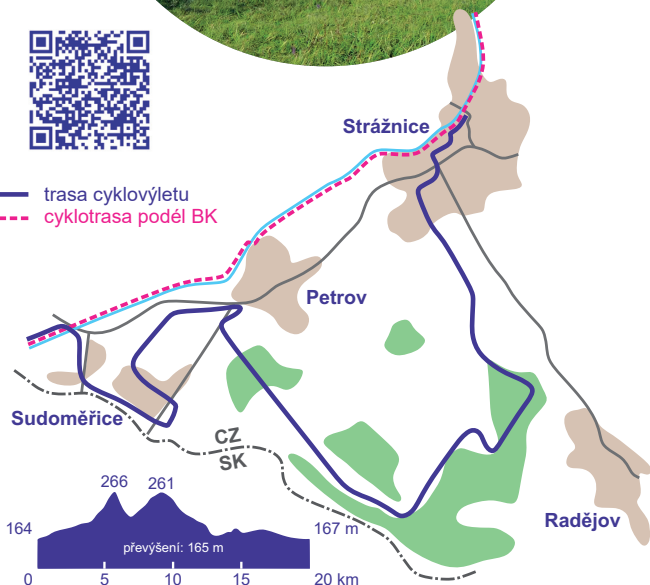 Strážnice
trasa cyklovýletu
cyklotrasa podél BK
Petrov
Sudoměřice
CZ
SK
Radějov
266 261
164
167 m
převýšení: 165 m
0 5 10 15 20 km